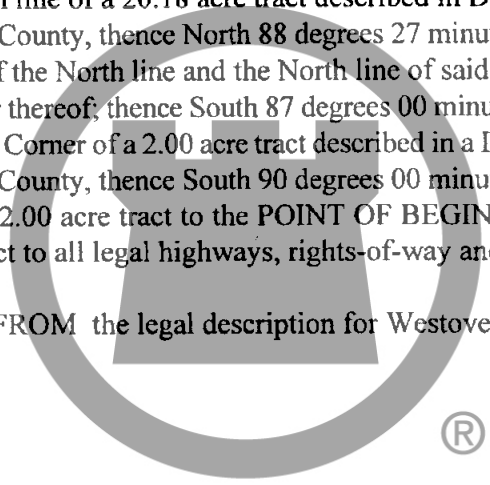 line of a 20.18 acre tract described in D
County, thence North 88 degrees 27 minu
f the North line and the North line of said
thereof; thence South 87 degrees 00 minu
Corner of a 2.00 acre tract described in a D
County, thence South 90 degrees 00 minu
2.00 acre tract to the POINT OF BEGIN
ct to all legal highways, rights-of-way an
FROM the legal description for Westove
®